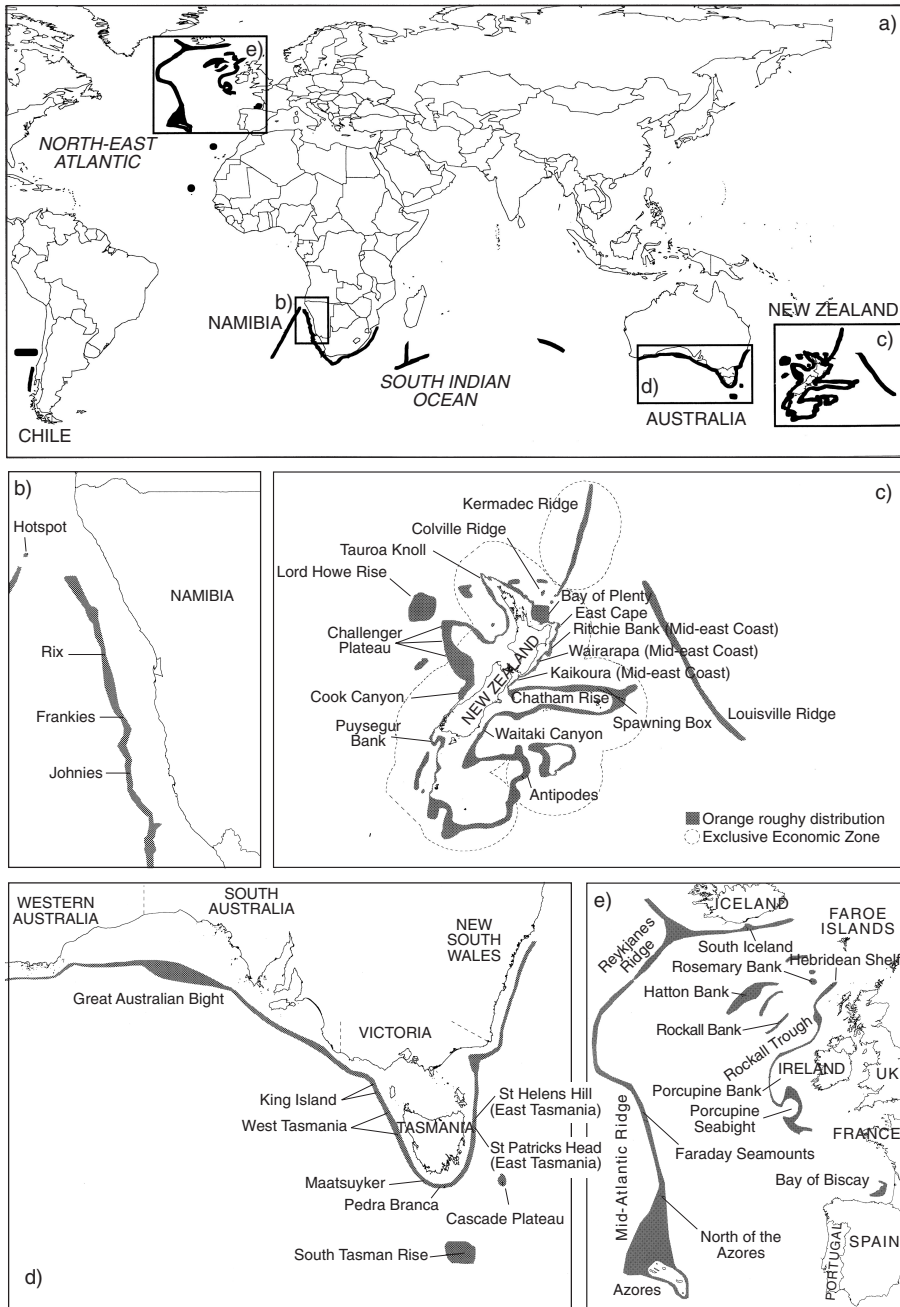 a)
e)
NORTH-EAST
ATLANTIC
b)
NAMIBIA
NEW ZEALAND
c)
SOUTH INDIAN
OCEAN
d)
AUSTRALIA
CHILE
b)
Hotspot
NAMIBIA
Rix
Frankies
Johnies
c)
Kermadec Ridge
Colville Ridge
Tauroa Knoll
Lord Howe Rise
Bay of Plenty
East Cape
Ritchie Bank (Mid-east Coast)
Challenger
Plateau
Wairarapa (Mid-east Coast)
Kaikoura (Mid-east Coast)
NEW ZEALAND
Cook Canyon
Chatham Rise
Spawning Box
Louisville Ridge
Puysegur
Bank
Waitaki Canyon
Antipodes
Orange roughy distribution
Exclusive Economic Zone
WESTERN
AUSTRALIA
SOUTH
AUSTRALIA
NEW
SOUTH
WALES
Great Australian Bight
VICTORIA
King Island
West Tasmania
TASMANIA
St Helens Hill
(East Tasmania)
St Patricks Head
(East Tasmania)
Maatsuyker
Pedra Branca
Cascade Plateau
South Tasman Rise
d)
e)
ICELAND
FAROE
ISLANDS
Reykjanes
Ridge
South Iceland
Rosemary Bank
Hebridean Shelf
Hatton Bank
Rockall Bank
Rockall Trough
IRELAND
UK
Porcupine Bank
Porcupine
Seabight
FRANCE
Mid-Atlantic Ridge
Faraday Seamounts
Bay of Biscay
North of the
Azores
PORTUGAL
SPAIN
Azores